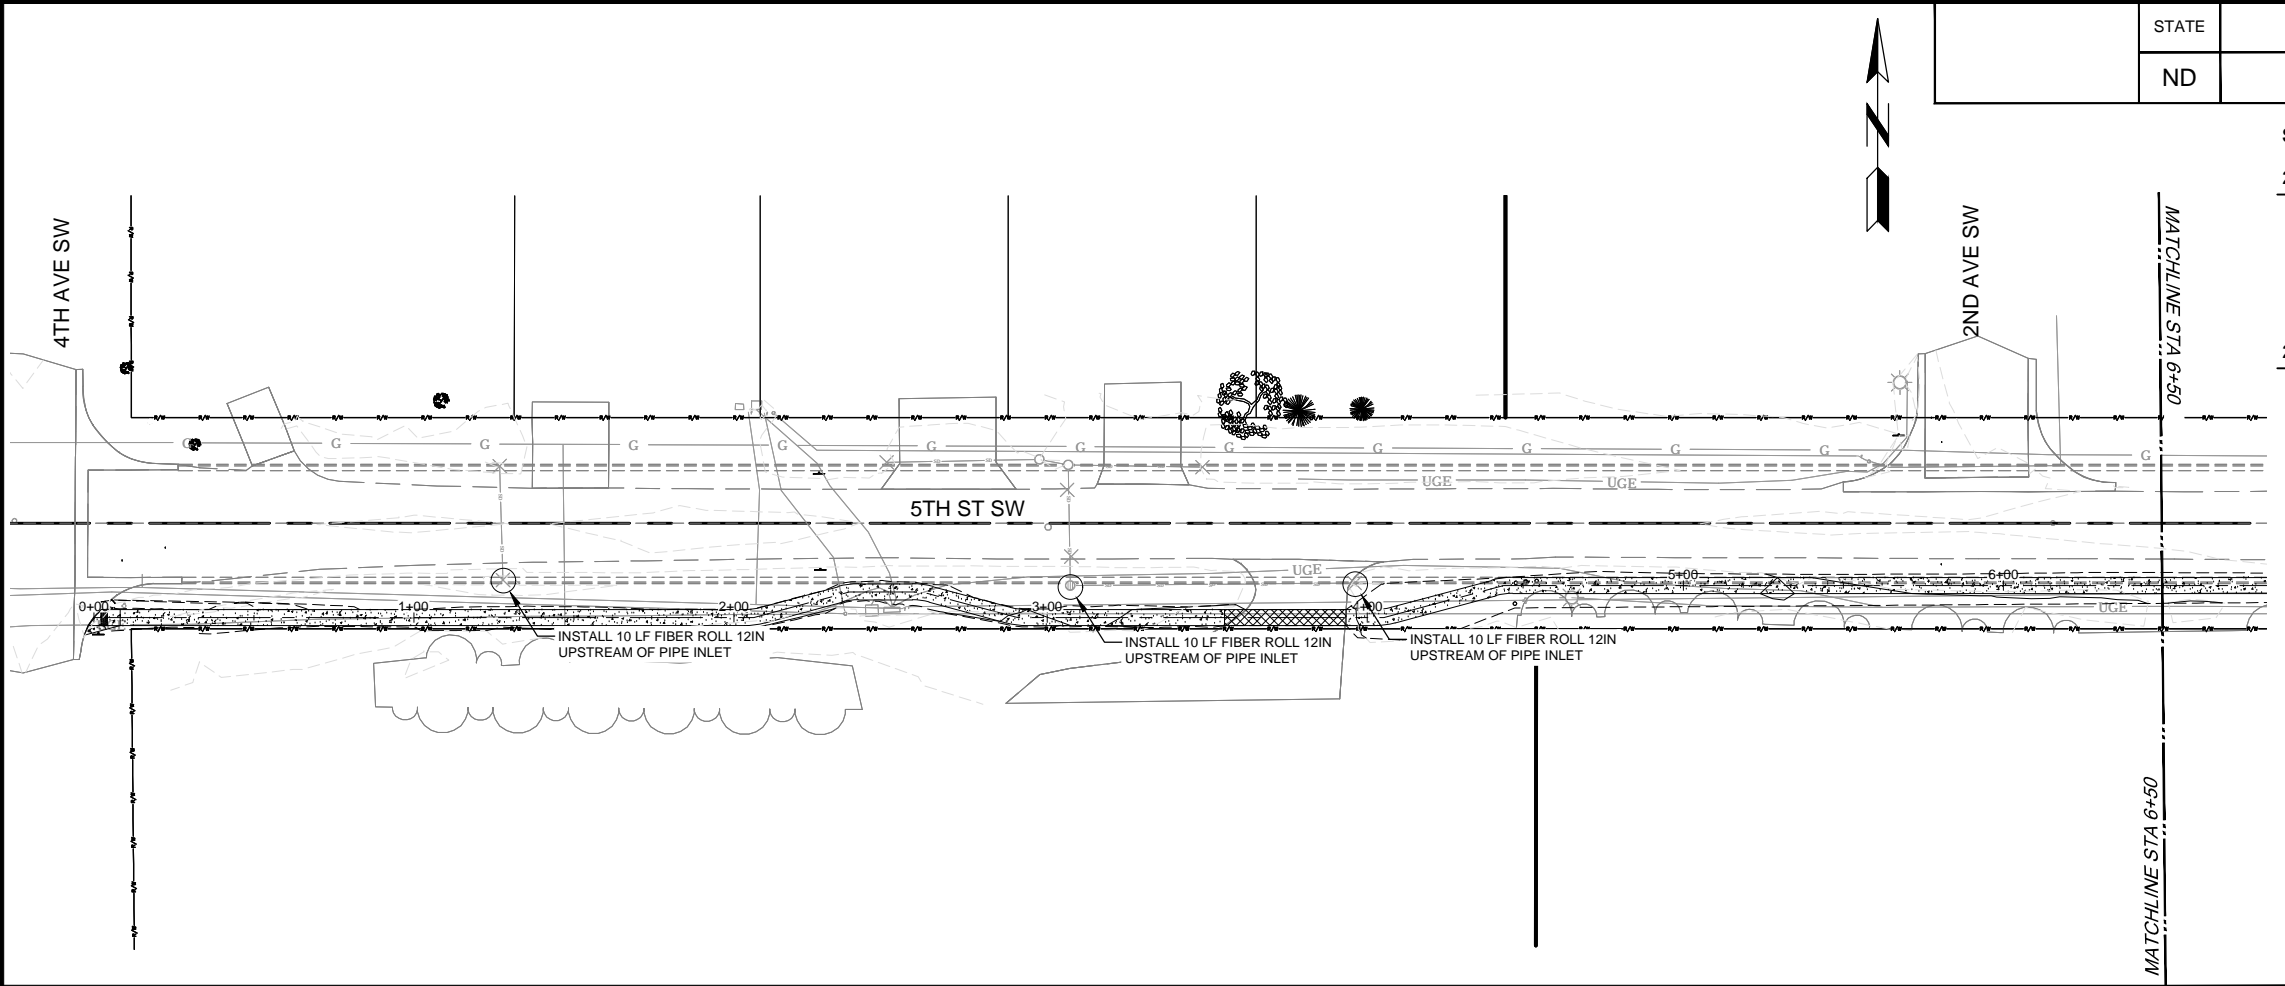 STATE
ND
4TH AVE SW
2ND AVE SW
MATCHLINE STA 6+50
G G G G G G G G G G G G G
UGE UGE
5TH ST SW
UGE
0+00 1+00 2+00 3+00 5+00 6+00
UGE
INSTALL 10 LF FIBER ROLL 12IN
UPSTREAM OF PIPE INLET
INSTALL 10 LF FIBER ROLL 12IN
UPSTREAM OF PIPE INLET
INSTALL 10 LF FIBER ROLL 12IN
UPSTREAM OF PIPE INLET
MATCHLINE STA 6+50